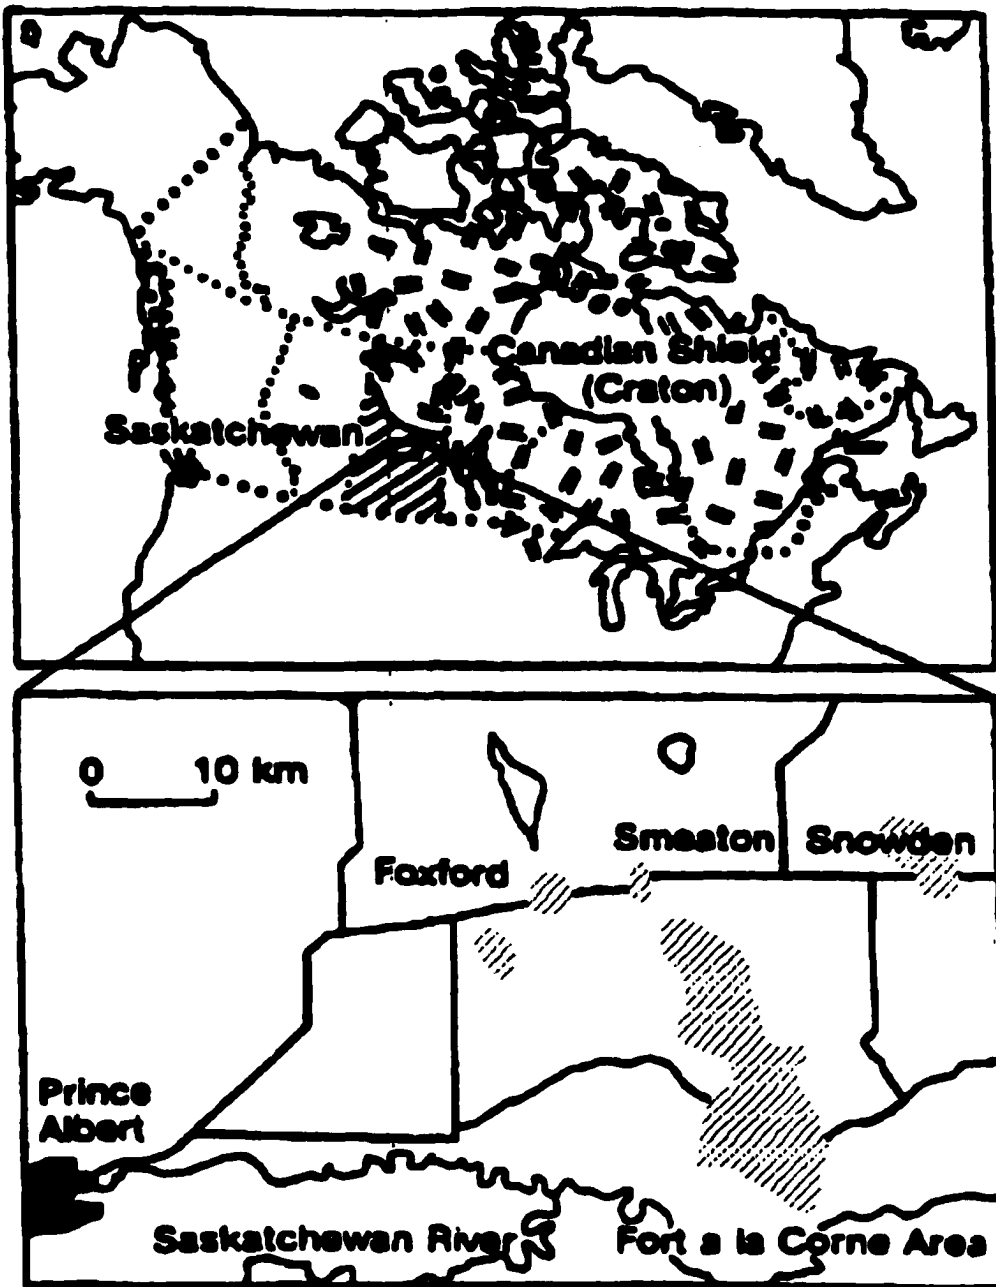 Canadian Shield
(Craton)
Saskatchewan
0 10 km
Smeaton
Snowden
Foxford
Prince
Albert
Saskatchewan River
Fort a la Corne Area